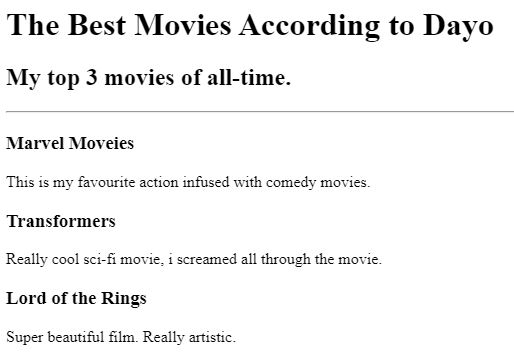 The Best Movies According to Dayo
My top 3 movies of all-time.
Marvel Moveies
This is my favourite action infused with comedy movies.
Transformers
Really cool sci-fi movie, i screamed all through the movie.
Lord of the Rings
Super beautiful film. Really artistic.